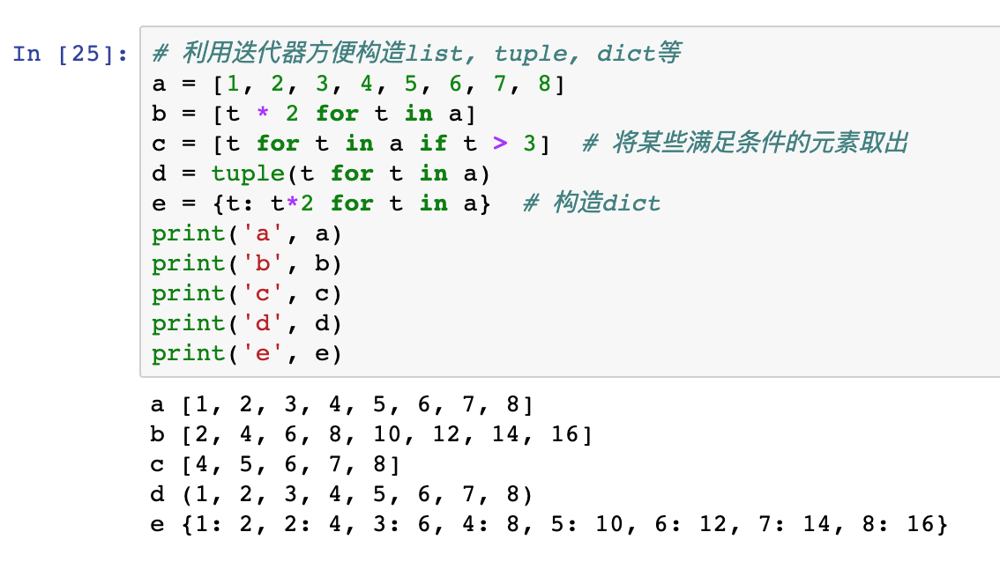 In [25]:
# 利用迭代器方便构造list, tuple, dict等
a = [1, 2, 3, 4, 5, 6, 7, 8]
b = [t * 2 for t in a]
c = [t for t in a if t > 3]  # 将某些满足条件的元素取出
d = tuple(t for t in a)
e = {t: t*2 for t in a}  # 构造dict
print('a', a)
print('b', b)
print('c', c)
print('d', d)
print('e', e)
a [1, 2, 3, 4, 5, 6, 7, 8]
b [2, 4, 6, 8, 10, 12, 14, 16]
c [4, 5, 6, 7, 8]
d (1, 2, 3, 4, 5, 6, 7, 8)
e {1: 2, 2: 4, 3: 6, 4: 8, 5: 10, 6: 12, 7: 14, 8: 16}